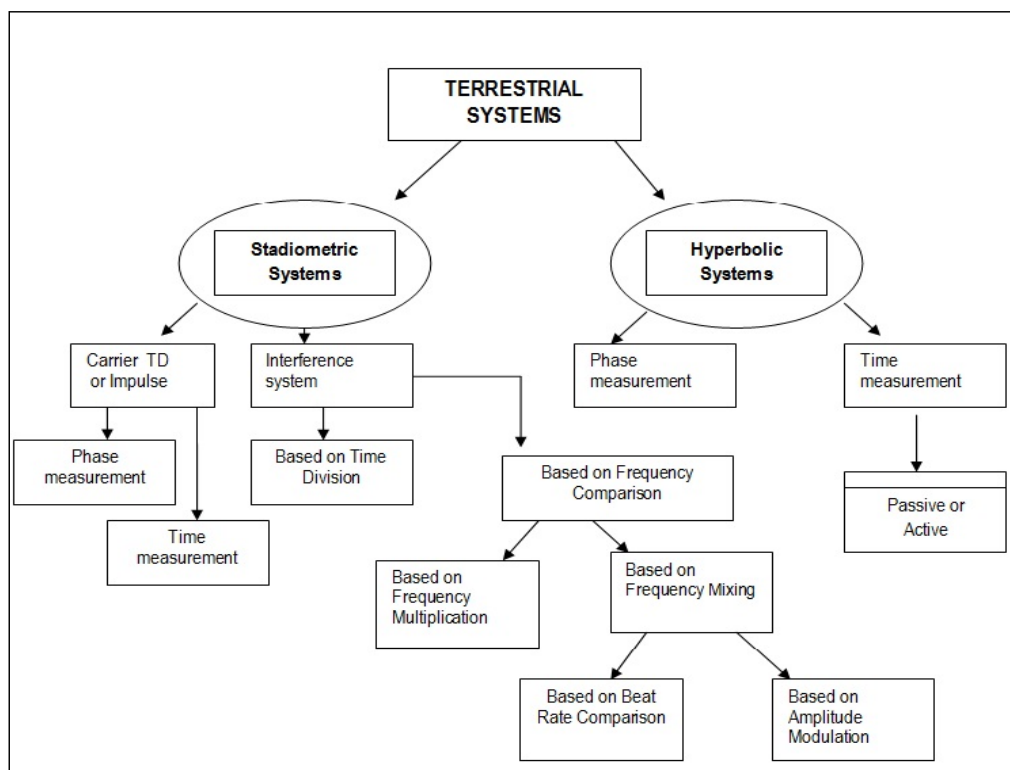 TERRESTRIAL
SYSTEMS
Stadiometric
Systems
Hyperbolic
Systems
Carrier TD
or Impulse
Interference
system
Phase
measurement
Time
measurement
Phase
measurement
Based on Time
Division
Based on Frequency
Comparison
Passive or
Active
Time
measurement
Based on
Frequency
Multiplication
Based on
Frequency Mixing
Based on Beat
Rate Comparison
Based on
Amplitude
Modulation